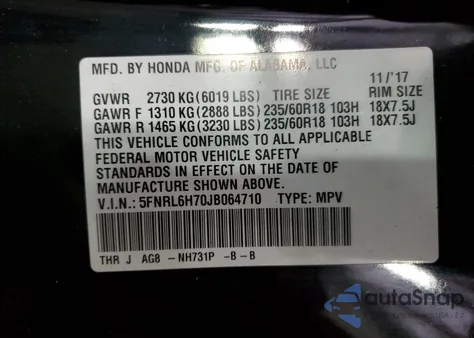 MFD. BY HONDA MFG. OF ALABAMA, LLC
11/'17
GVWR 2730 KG (6019 LBS) TIRE SIZE RIM SIZE
GAWR F 1310 KG (2888 LBS) 235/60R18 103H 18X7.5J
GAWR R 1465 KG (3230 LBS) 235/60R18 103H 18X7.5J
THIS VEHICLE CONFORMS TO ALL APPLICABLE
FEDERAL MOTOR VEHICLE SAFETY
STANDARDS IN EFFECT ON THE DATE OF
MANUFACTURE SHOWN ABOVE.
V.I.N.: 5FNRL6H70JB064710 TYPE: MPV
THR J AG8 -NH731P -B -B
autaSnap